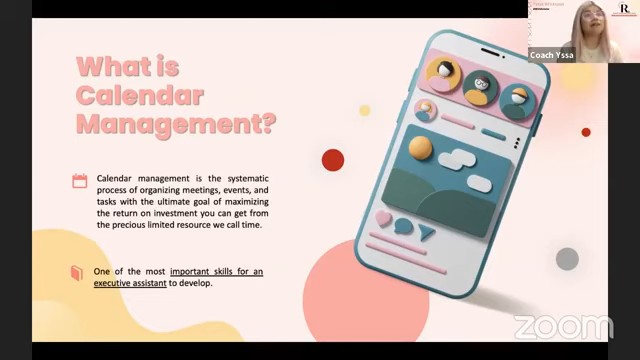 What is
Calendar
Management?
Calendar management is the systematic
process of organizing meetings, events, and
tasks with the ultimate goal of maximizing
the return on investment you can get from
the precious limited resource we call time.
One of the most important skills for an
executive assistant to develop.
Coach Yssa
R
zoom